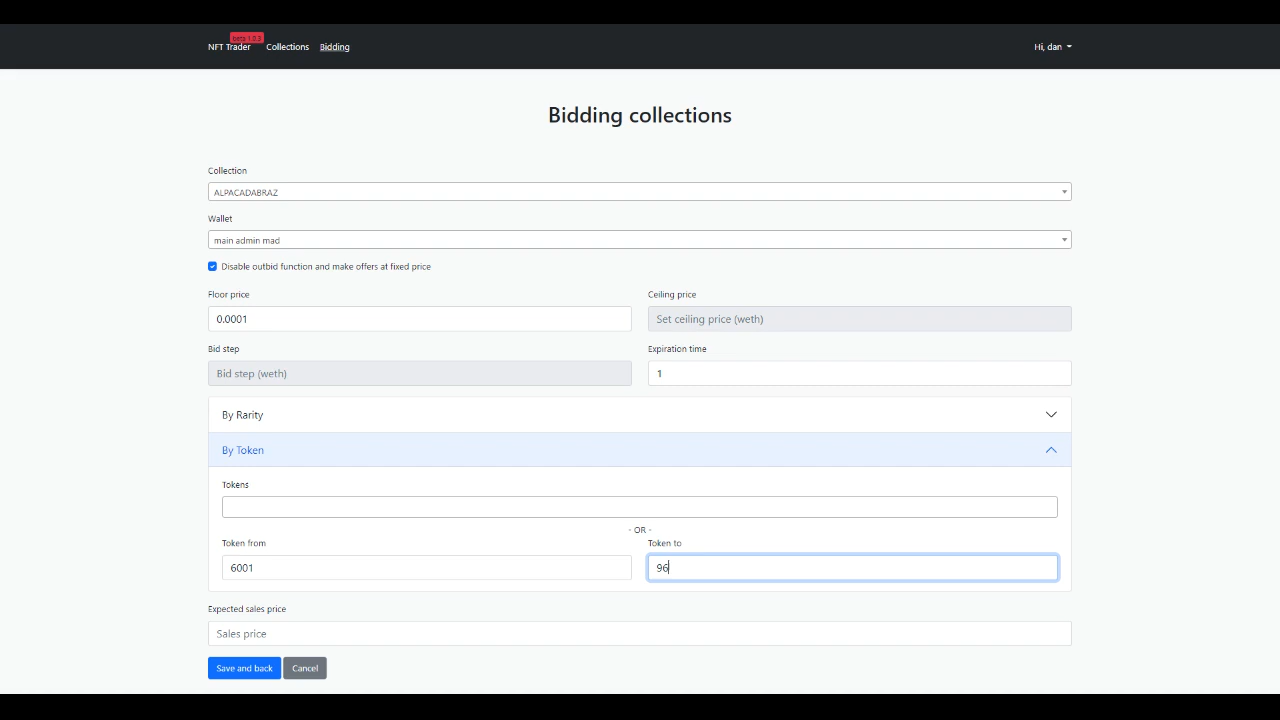 beta 1.0.3
NFT Trader Collections Bidding Hi, dan
Bidding collections
Collection
ALPACADABRAZ
Wallet
main admin mad
Disable outbid function and make offers at fixed price
Floor price Ceiling price
0.0001 Set ceiling price (weth)
Bid step Expiration time
Bid step (weth) 1
By Rarity
By Token
Tokens
- OR -
Token from Token to
6001 96
Expected sales price
Sales price
Save and back Cancel